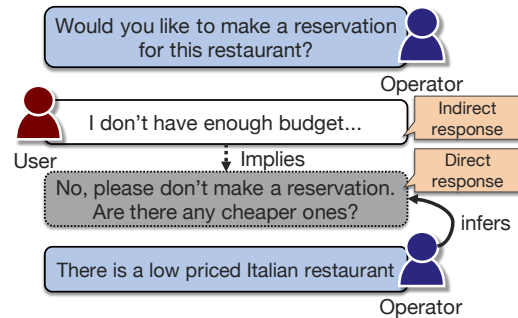 Would you like to make a reservation
for this restaurant?
Operator
I don't have enough budget...
Indirect
response
User
Implies
Direct
response
No, please don't make a reservation.
Are there any cheaper ones?
infers
There is a low priced Italian restaurant
Operator